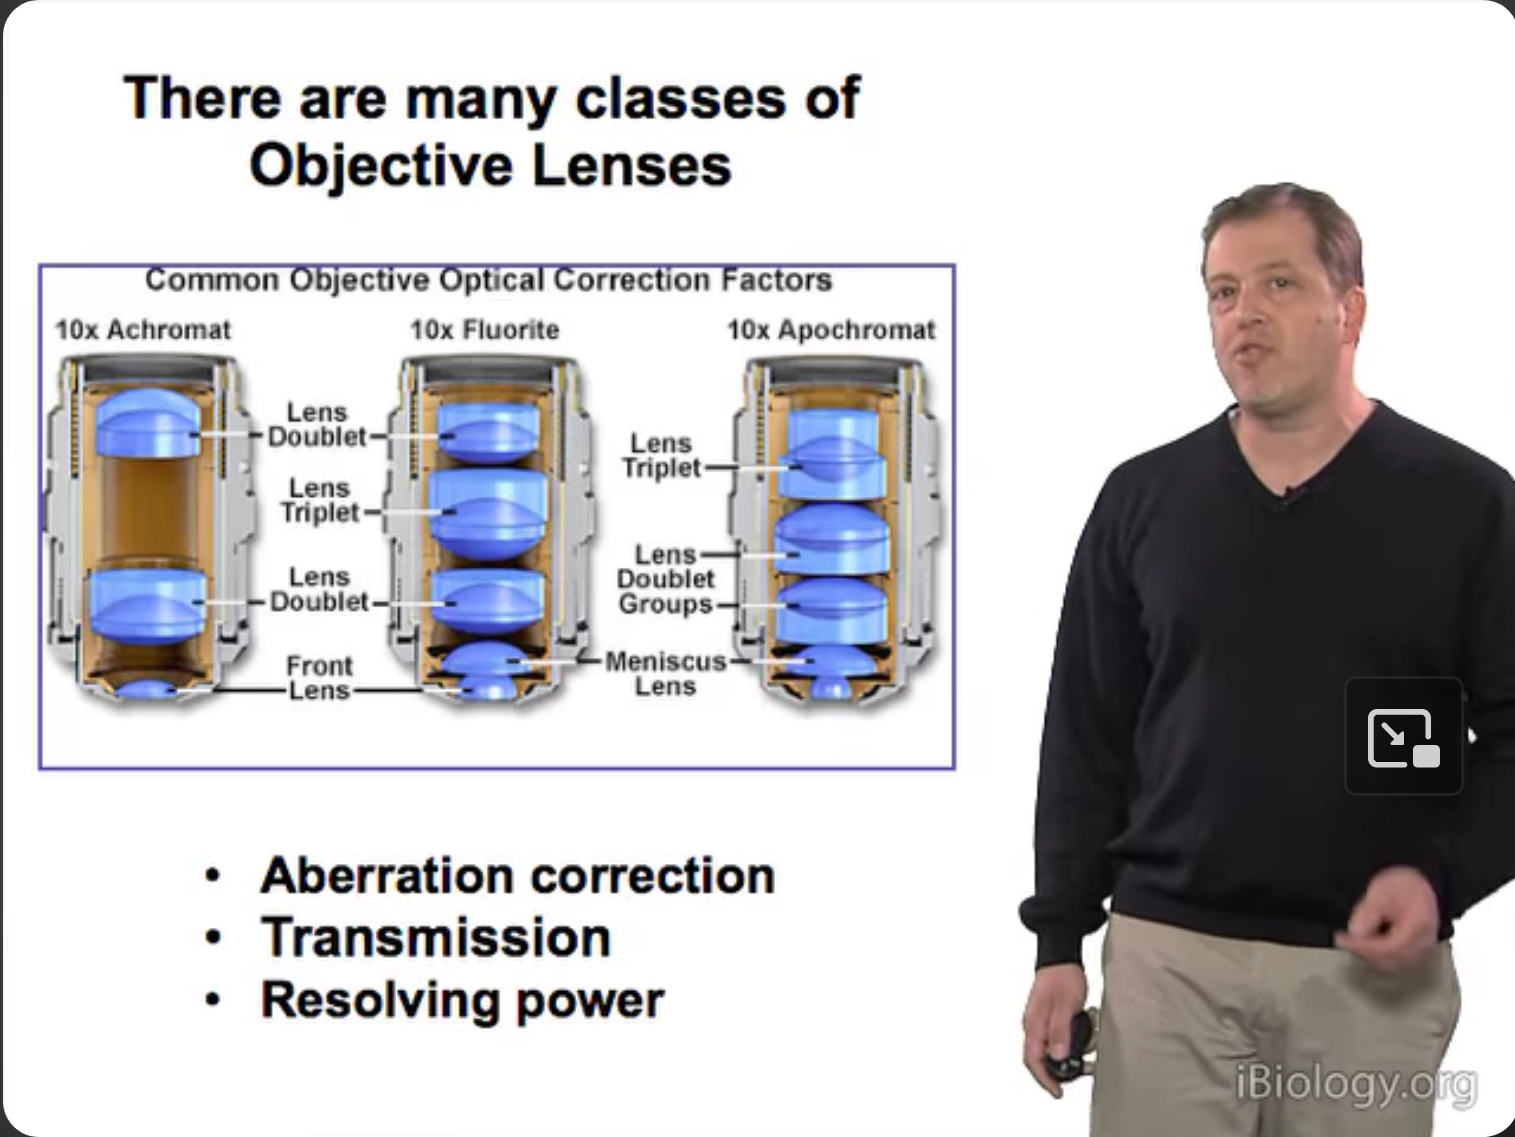 There are many classes of
Objective Lenses
Common Objective Optical Correction Factors
10x Achromat
10x Fluorite
10x Apochromat
Lens
Doublet
Lens
Triplet
Lens
Doublet
Front
Lens
Lens
Triplet
Lens
Doublet
Groups
Meniscus
Lens
• Aberration correction
• Transmission
• Resolving power
iBiology.org